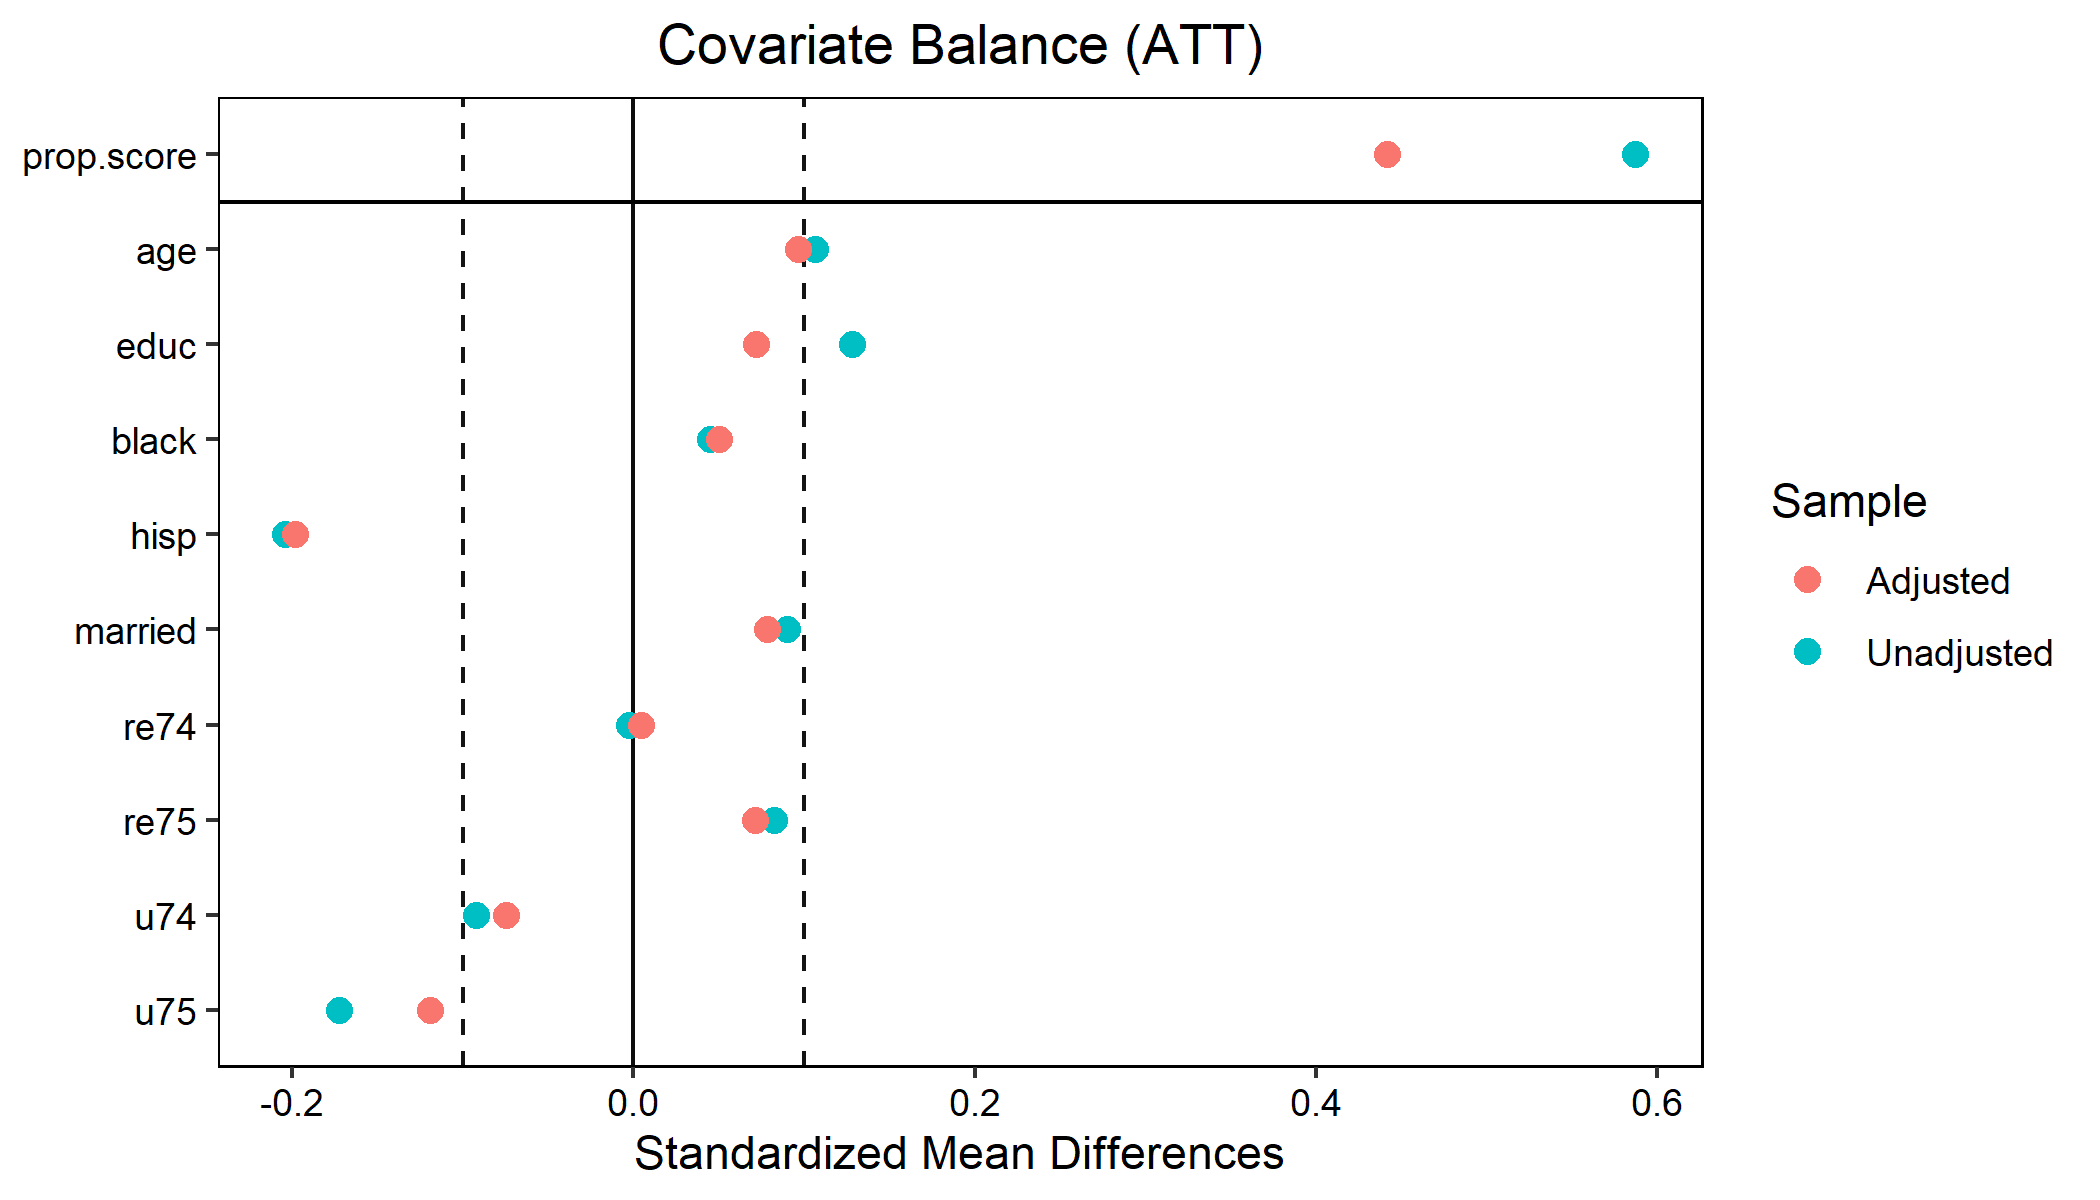 Covariate Balance (ATT)
prop.score
age
educ
black
hisp
married
re74
re75
u74
u75
-0.2
0.0
0.2
0.4
0.6
Standardized Mean Differences
Sample
Adjusted
Unadjusted